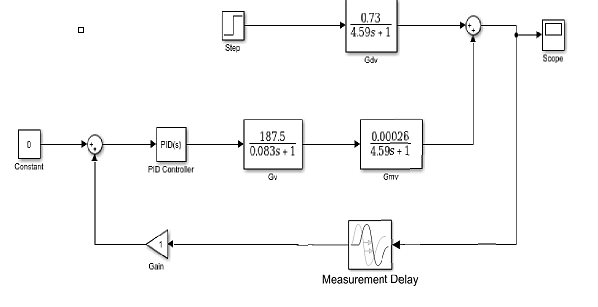 0.73
4.59s + 1
Step
Gdv
Scope
0
PID(s)
187.5
0.083s + 1
0.00026
4.59s + 1
Constant
PID Controller
Gv
Gmv
1
Gain
Measurement Delay